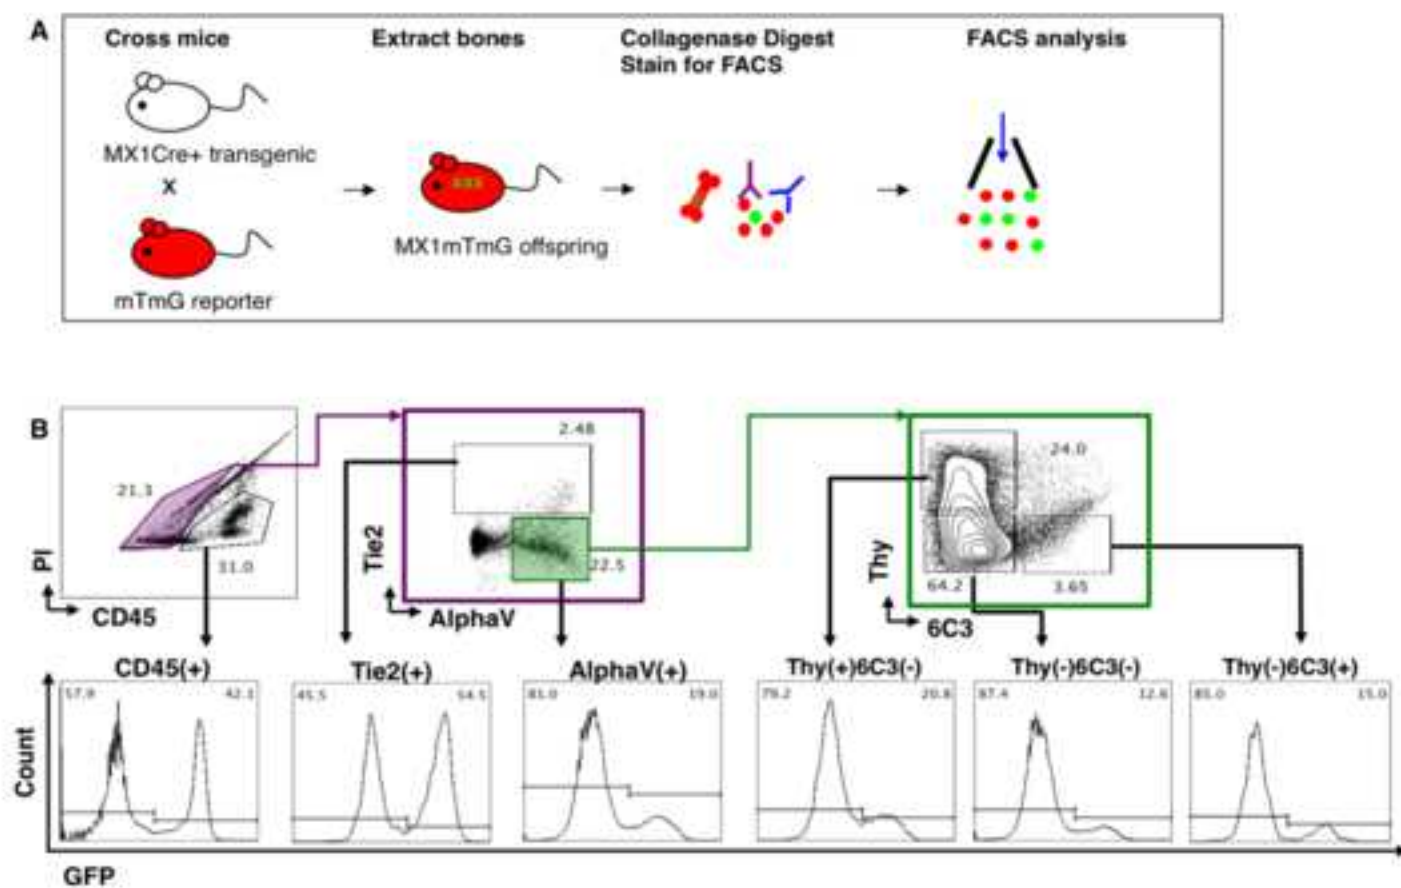 A
Cross mice
Extract bones
Collagenase Digest
Stain for FACS
FACS analysis
MX1Cre+ transgenic
X
MX1mTmG offspring
mTmG reporter
B
21.3
31.0
PI
CD45
2.48
22.5
Tie2
AlphaV
24.0
64.2
3.65
Thy
6C3
CD45(+)
Tie2(+)
AlphaV(+)
Thy(+)6C3(-)
Thy(-)6C3(-)
Thy(-)6C3(+)
57.9
42.1
45.5
54.5
81.0
19.0
79.2
20.8
87.4
12.6
85.0
15.0
Count
GFP